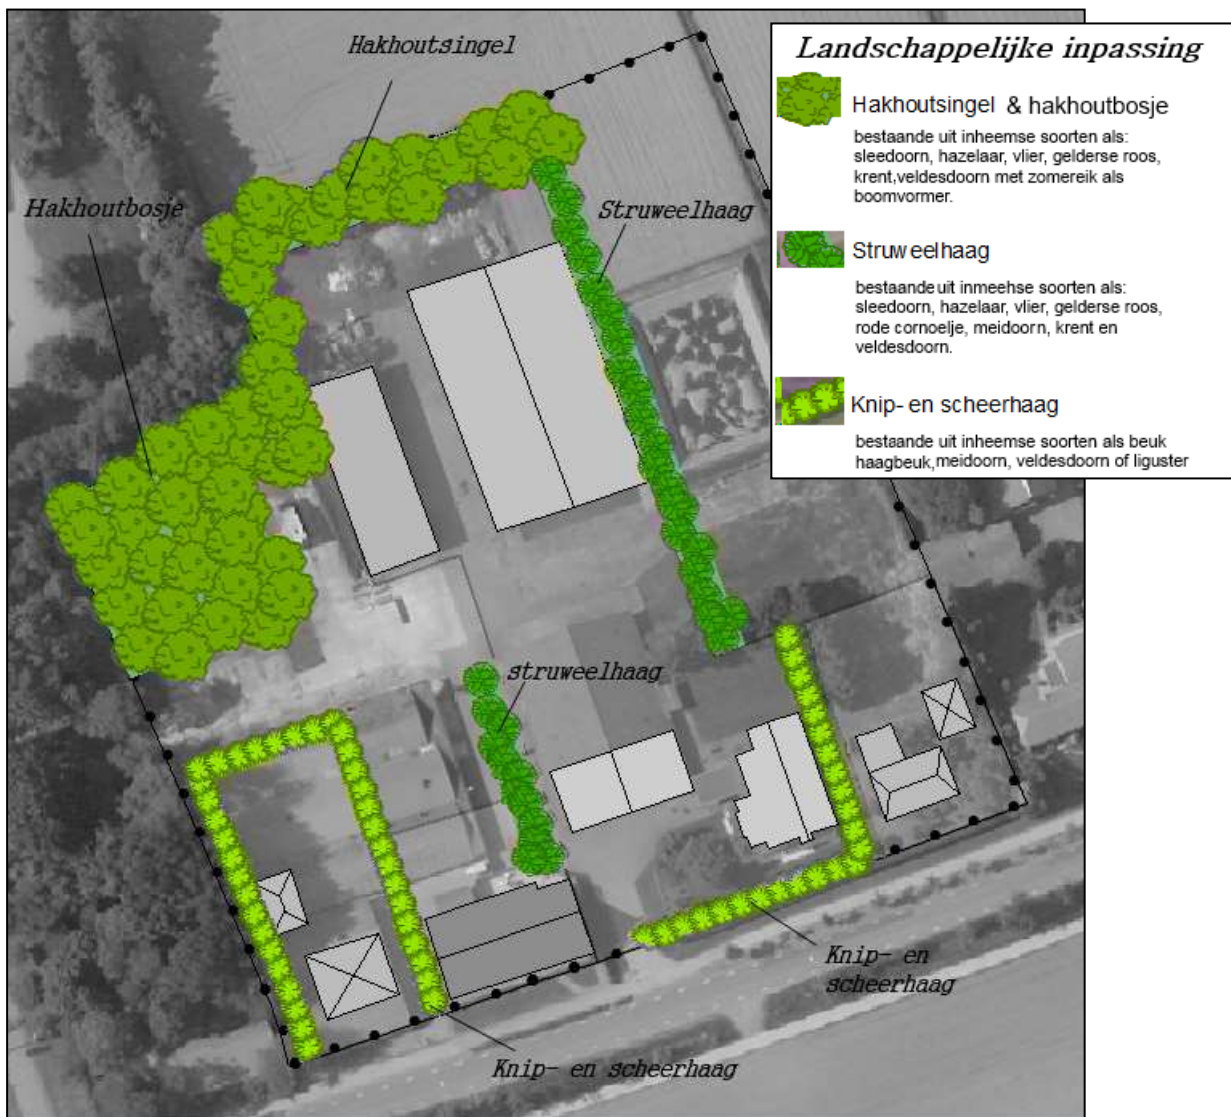 Landschappelijke inpassing
Hakhoutsingel & hakhoutbosje
bestaande uit inheemse soorten als:
sleedoorn, hazelaar, vlier, gelderse roos,
krent,veldesdoorn met zomereik als
boomvormer.
Struweelhaag
bestaande uit inmeehse soorten als:
sleedoorn, hazelaar, vlier, gelderse roos,
rode cornoelje, meidoorn, krent en
veldesdoorn.
Knip- en scheerhaag
bestaande uit inheemse soorten als beuk
haagbeuk,meidoorn, veldesdoorn of liguster
Hakhoutsingel
Hakhoutbosje
Struweelhaag
struweelhaag
Knip- en
scheerhaag
Knip- en scheerhaag